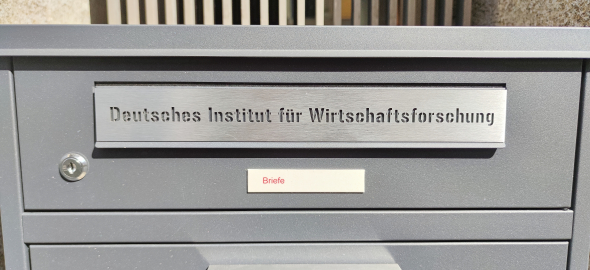 Deutsches Institut für Wirtschaftsforschung
Briefe